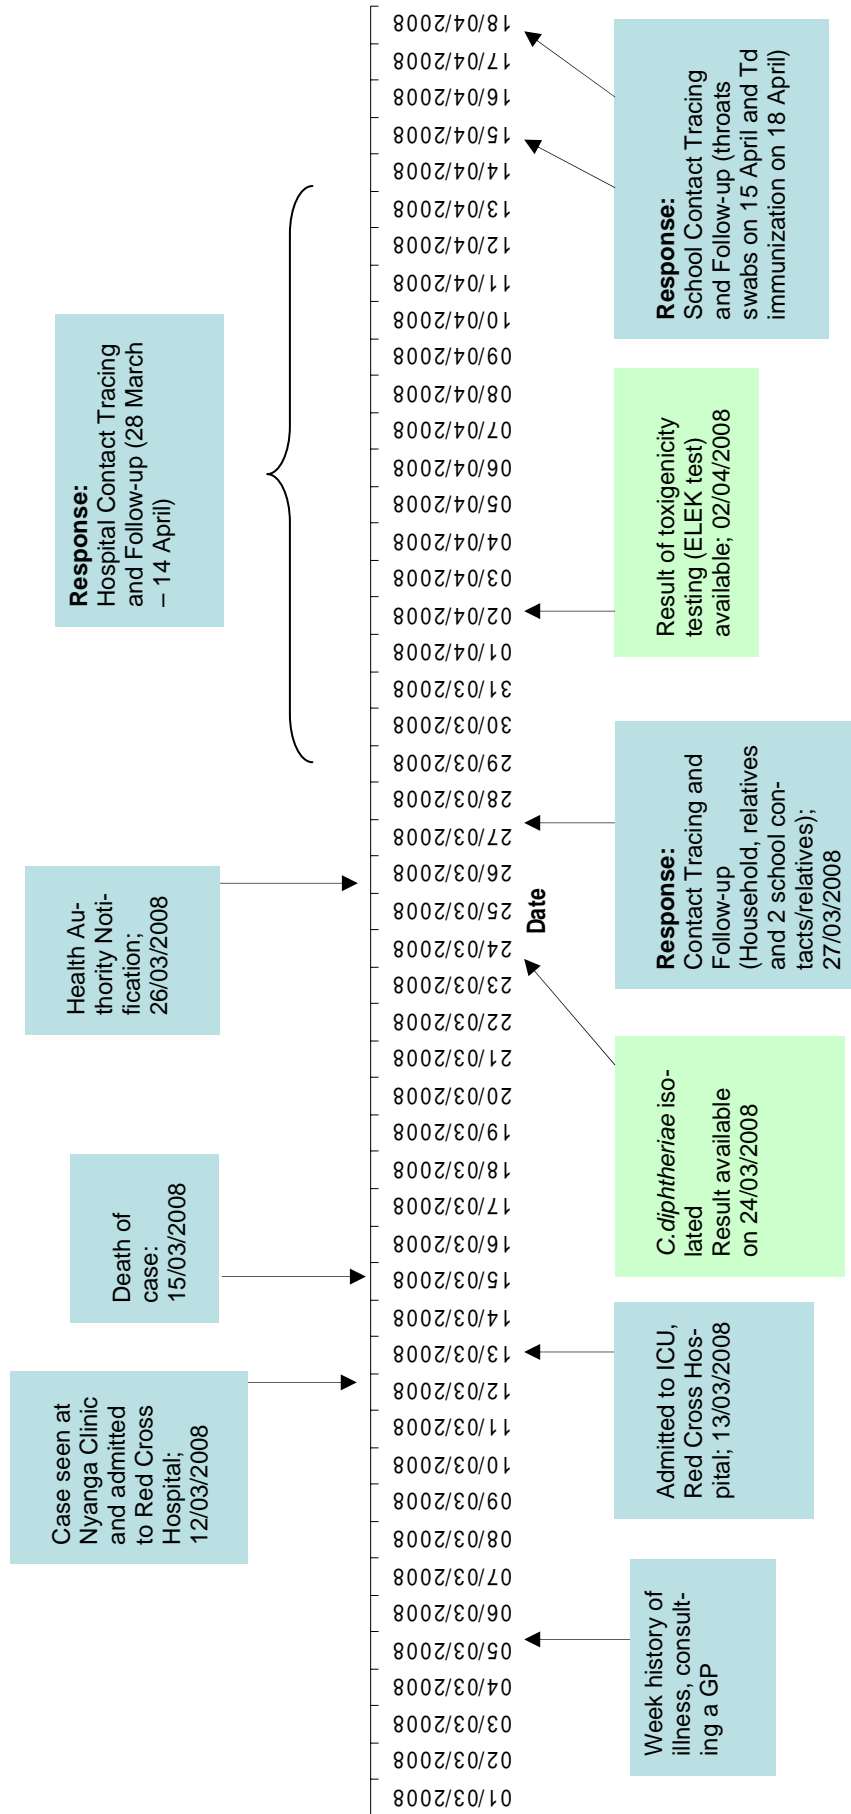 Case seen at
Nyanga Clinic
and admitted
to Red Cross
Hospital;
12/03/2008
Death of
case:
15/03/2008
Health Au-
thority Noti-
fication;
26/03/2008
Response:
Hospital Contact Tracing
and Follow-up (28 March
– 14 April)
01/03/2008
02/03/2008
03/03/2008
04/03/2008
05/03/2008
06/03/2008
07/03/2008
08/03/2008
09/03/2008
10/03/2008
11/03/2008
12/03/2008
13/03/2008
14/03/2008
15/03/2008
16/03/2008
17/03/2008
18/03/2008
19/03/2008
20/03/2008
21/03/2008
22/03/2008
23/03/2008
24/03/2008
25/03/2008
26/03/2008
27/03/2008
28/03/2008
29/03/2008
30/03/2008
31/03/2008
01/04/2008
02/04/2008
03/04/2008
04/04/2008
05/04/2008
06/04/2008
07/04/2008
08/04/2008
09/04/2008
10/04/2008
11/04/2008
12/04/2008
13/04/2008
14/04/2008
15/04/2008
16/04/2008
17/04/2008
18/04/2008
Date
Week history of
illness, consult-
ing a GP
Admitted to ICU,
Red Cross Hos-
pital; 13/03/2008
C.diphtheriae iso-
lated
Result available
on 24/03/2008
Response:
Contact Tracing and
Follow-up
(Household, relatives
and 2 school con-
tacts/relatives);
27/03/2008
Result of toxigenicity
testing (ELEK test)
available; 02/04/2008
Response:
School Contact Tracing
and Follow-up (throats
swabs on 15 April and Td
immunization on 18 April)